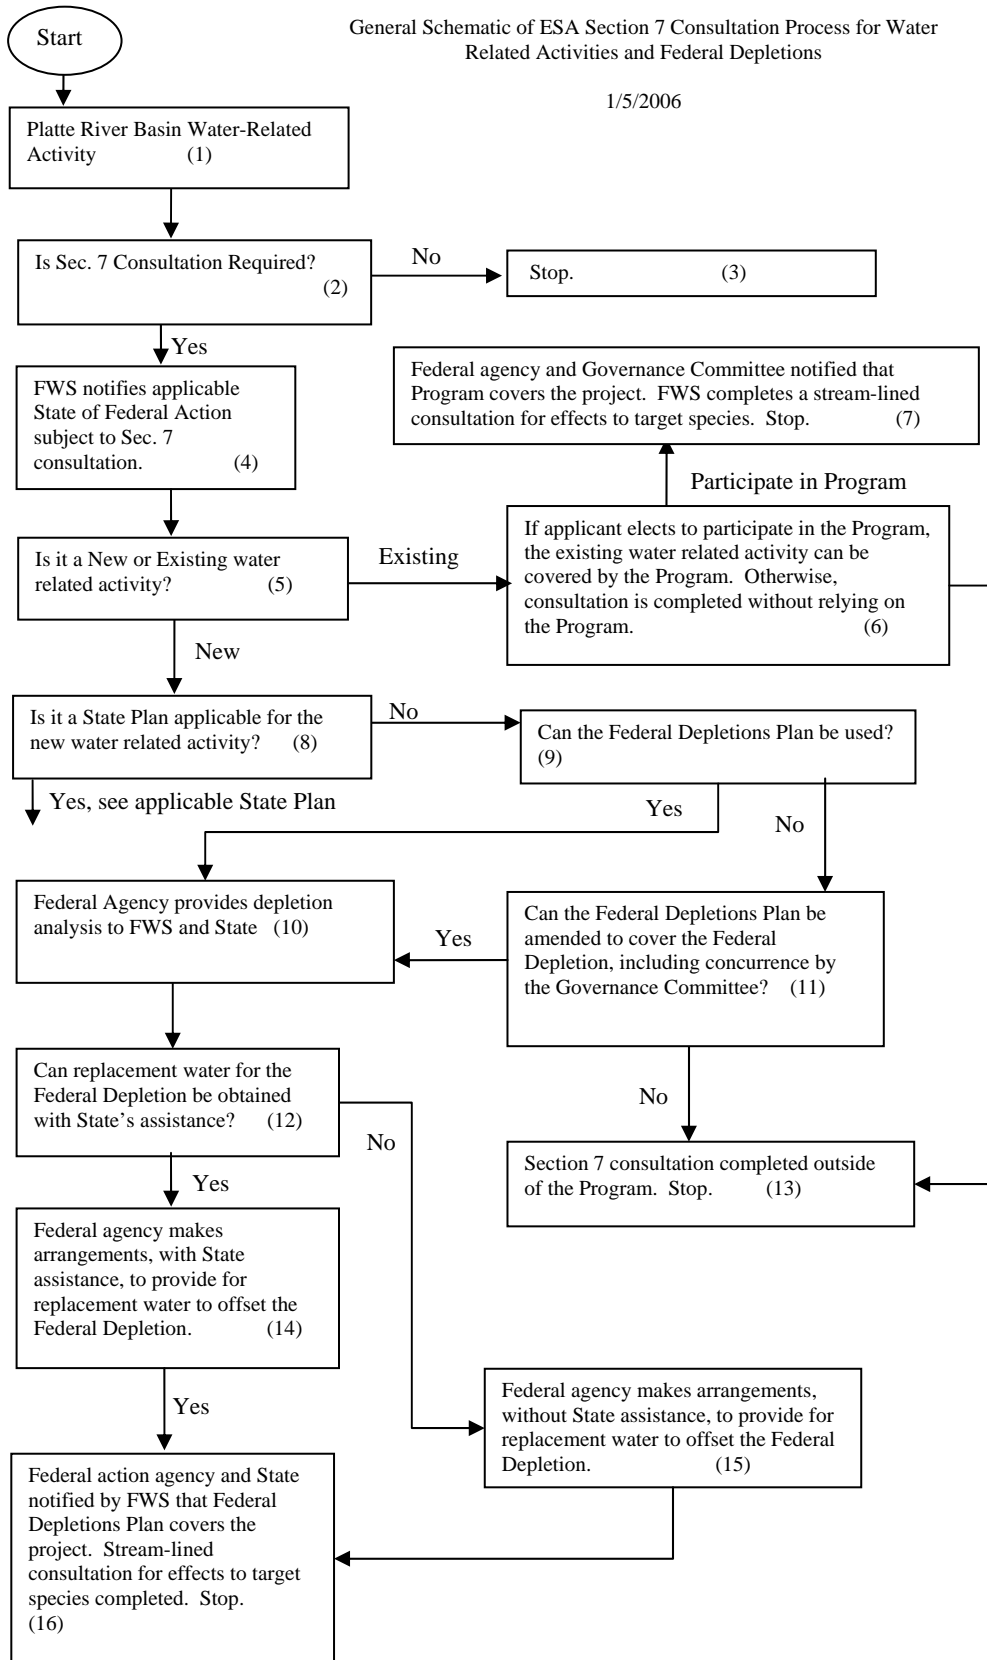 Start
General Schematic of ESA Section 7 Consultation Process for Water
Related Activities and Federal Depletions
1/5/2006
Platte River Basin Water-Related
Activity (1)
Is Sec. 7 Consultation Required?
(2)
No
Stop. (3)
Yes
FWS notifies applicable
State of Federal Action
subject to Sec. 7
consultation. (4)
Federal agency and Governance Committee notified that
Program covers the project. FWS completes a stream-lined
consultation for effects to target species. Stop. (7)
Participate in Program
Is it a New or Existing water
related activity? (5)
Existing
If applicant elects to participate in the Program,
the existing water related activity can be
covered by the Program. Otherwise,
consultation is completed without relying on
the Program. (6)
New
Is it a State Plan applicable for the
new water related activity? (8)
No
Can the Federal Depletions Plan be used?
(9)
Yes, see applicable State Plan
Yes
No
Federal Agency provides depletion
analysis to FWS and State (10)
Yes
Can the Federal Depletions Plan be
amended to cover the Federal
Depletion, including concurrence by
the Governance Committee? (11)
Can replacement water for the
Federal Depletion be obtained
with State's assistance? (12)
No
No
Section 7 consultation completed outside
of the Program. Stop. (13)
Yes
Federal agency makes
arrangements, with State
assistance, to provide for
replacement water to offset the
Federal Depletion. (14)
Yes
Federal agency makes arrangements,
without State assistance, to provide for
replacement water to offset the Federal
Depletion. (15)
Federal action agency and State
notified by FWS that Federal
Depletions Plan covers the
project. Stream-lined
consultation for effects to target
species completed. Stop.
(16)